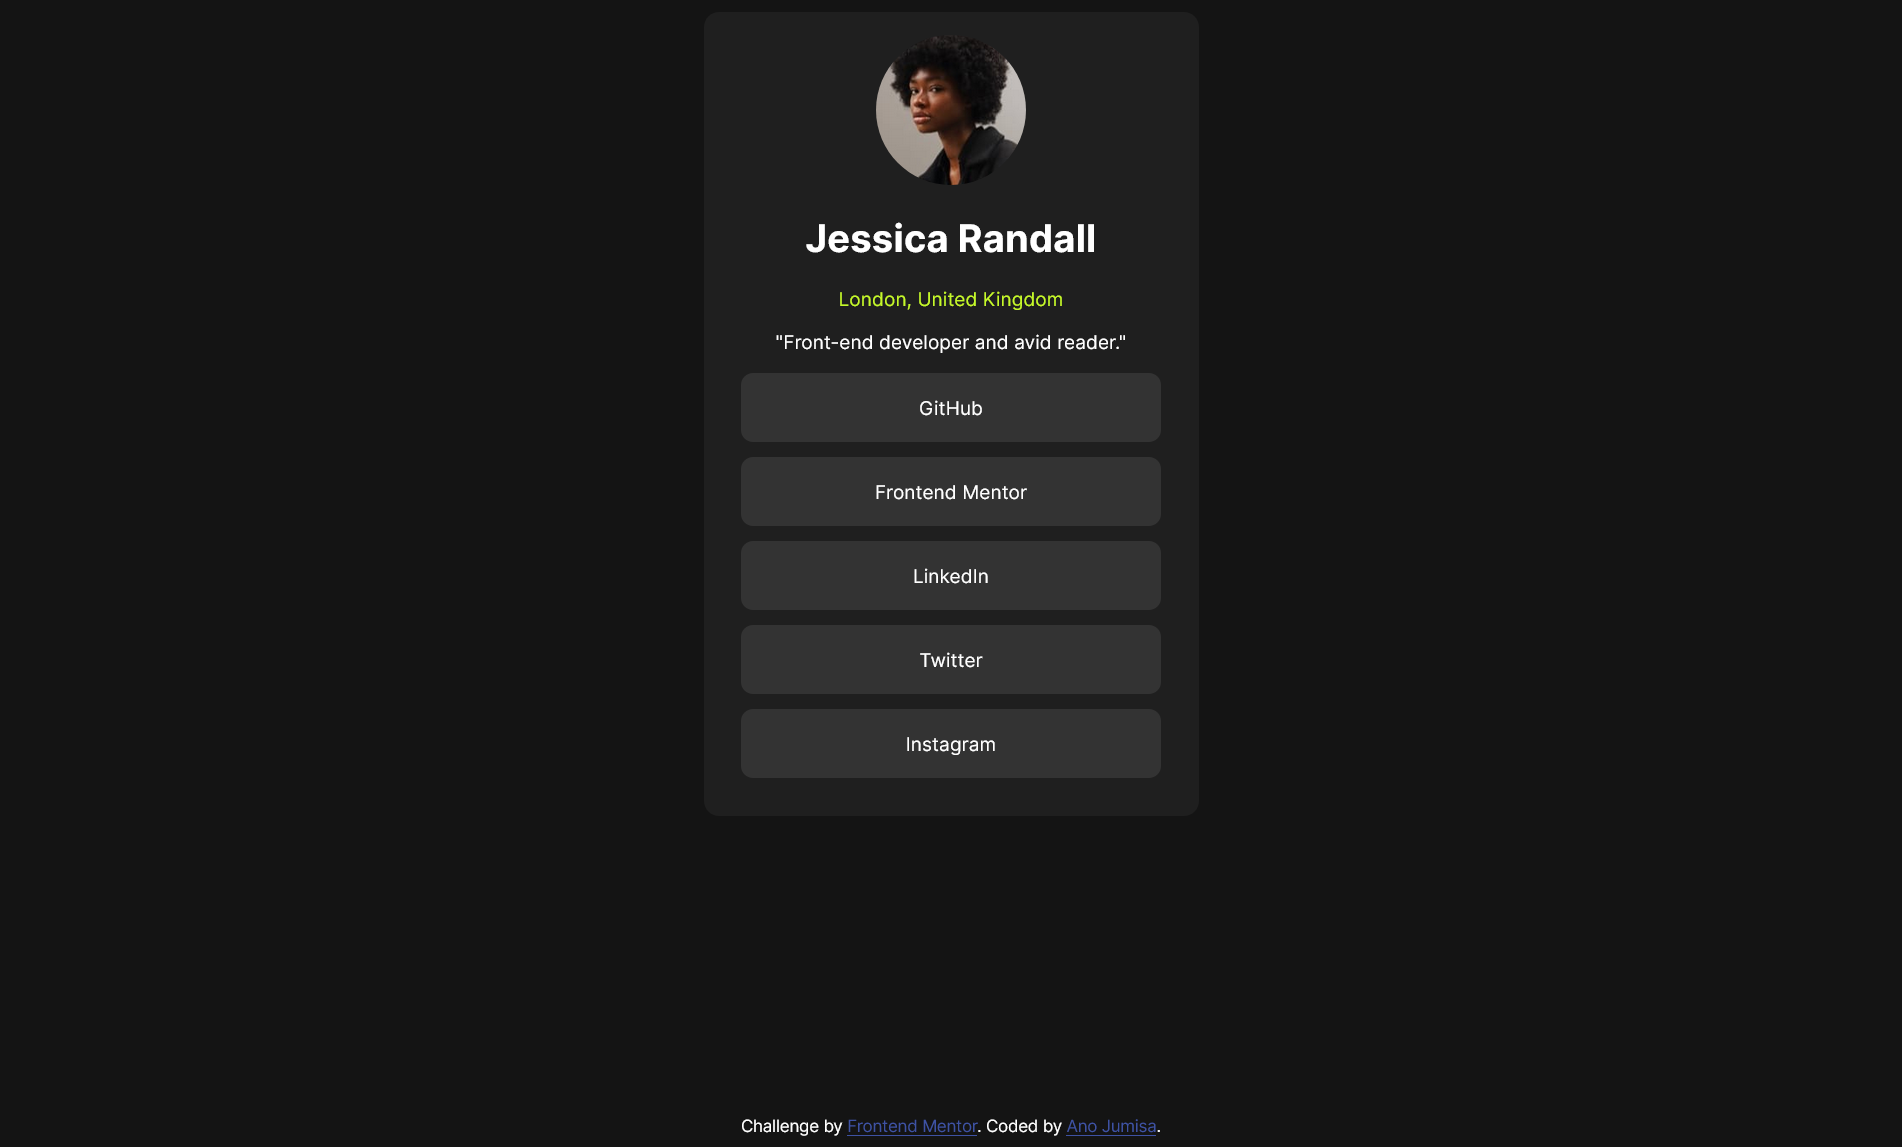 Jessica Randall
London, United Kingdom
"Front-end developer and avid reader."
GitHub
Frontend Mentor
LinkedIn
Twitter
Instagram
Challenge by Frontend Mentor. Coded by Ano Jumisa.